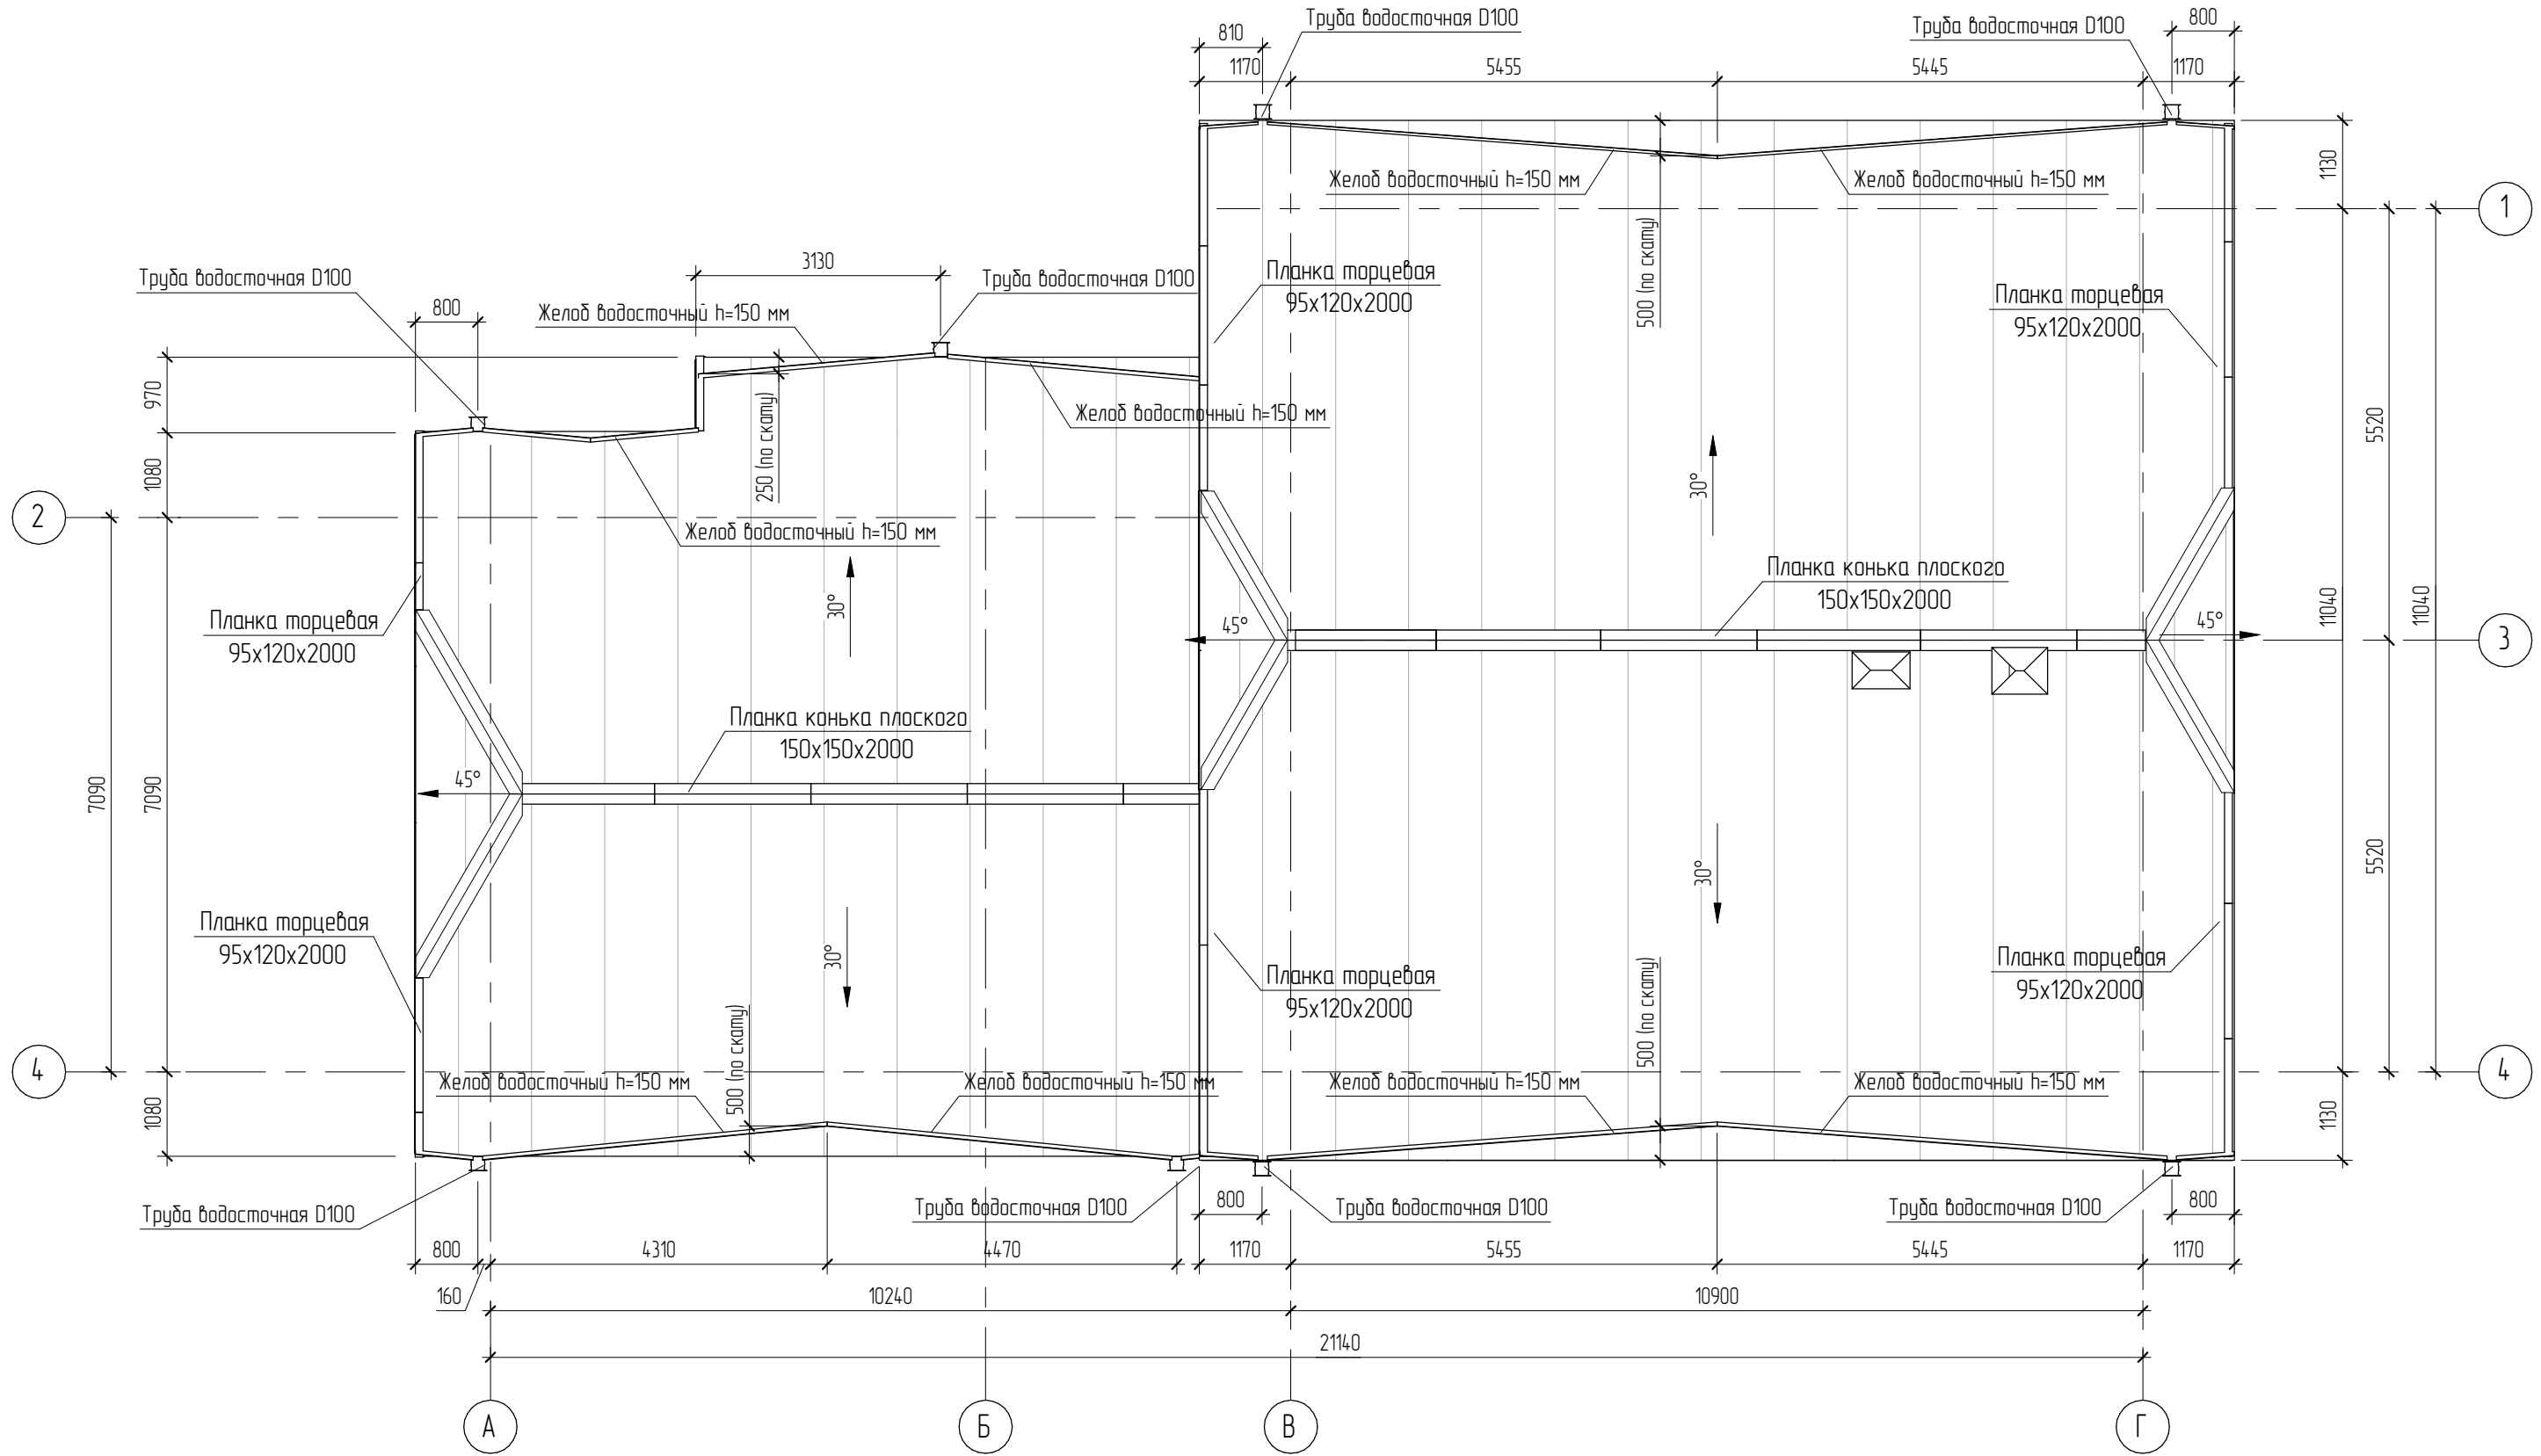 Труба водосточная D100
Труба водосточная D100
810
800
1170
5455
5445
1170
Желоб водосточный h=150 мм
Желоб водосточный h=150 мм
1130
1
500 (по скату)
Планка торцевая
95х120х2000
Планка торцевая
95х120х2000
Труба водосточная D100
3130
Труба водосточная D100
800
Желоб водосточный h=150 мм
970
1080
250 (по скату)
Желоб водосточный h=150 мм
5520
30°
2
Желоб водосточный h=150 мм
Планка конька плоского
150х150х2000
30°
11040
11040
Планка торцевая
95х120х2000
45°
45°
3
Планка конька плоского
150х150х2000
45°
7090
7090
30°
5520
Планка торцевая
95х120х2000
30°
Планка торцевая
95х120х2000
Планка торцевая
95х120х2000
500 (по скату)
500 (по скату)
4
Желоб водосточный h=150 мм
Желоб водосточный h=150 мм
Желоб водосточный h=150 мм
Желоб водосточный h=150 мм
4
1080
1130
Труба водосточная D100
Труба водосточная D100
800
Труба водосточная D100
Труба водосточная D100
800
800
4310
4470
1170
5455
5445
1170
160
10240
10900
21140
А
Б
В
Г